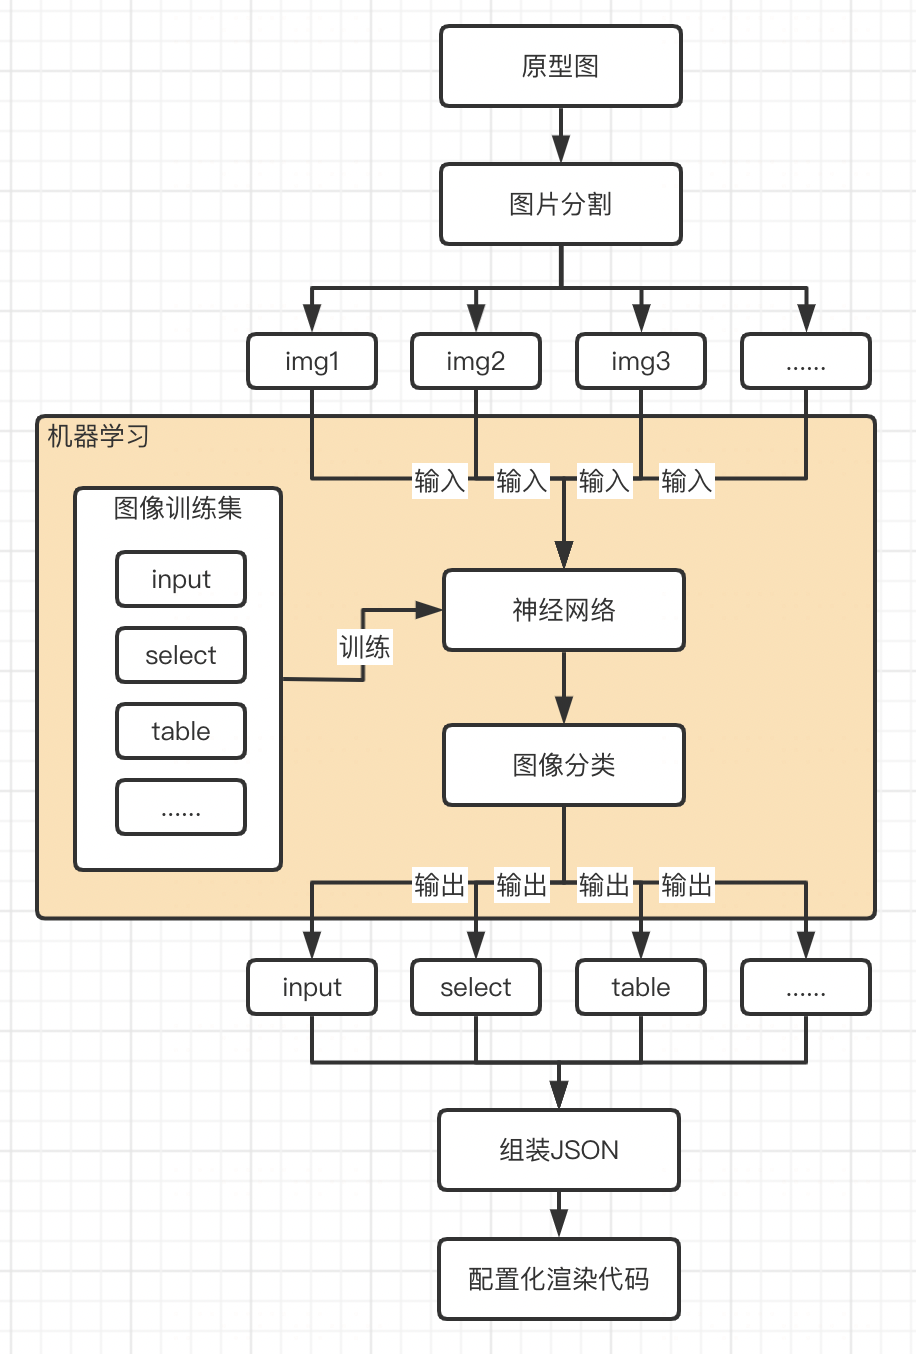 原型图
图片分割
img1
img2
img3
......
机器学习
输入
输入
输入
输入
图像训练集
input
select
table
......
训练
神经网络
图像分类
输出
输出
输出
输出
input
select
table
......
组装JSON
配置化渲染代码